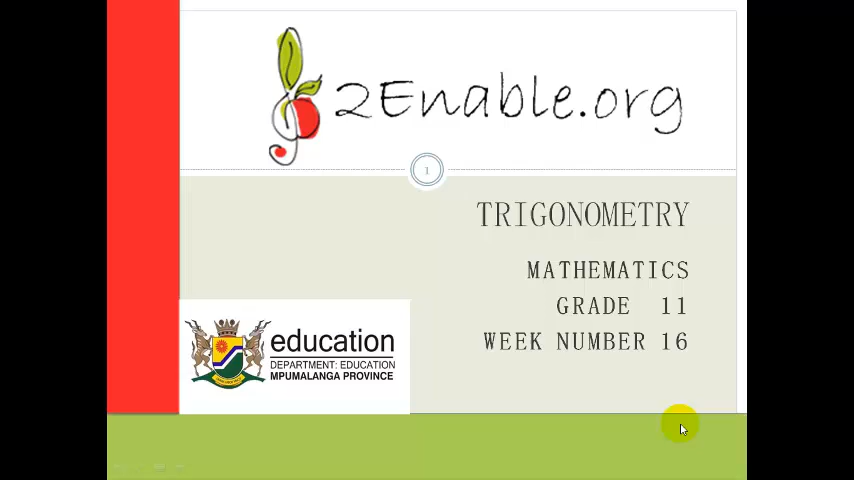 2Enable.org
1
TRIGONOMETRY
MATHEMATICS
GRADE 11
WEEK NUMBER 16
education
DEPARTMENT: EDUCATION
MPUMALANGA PROVINCE